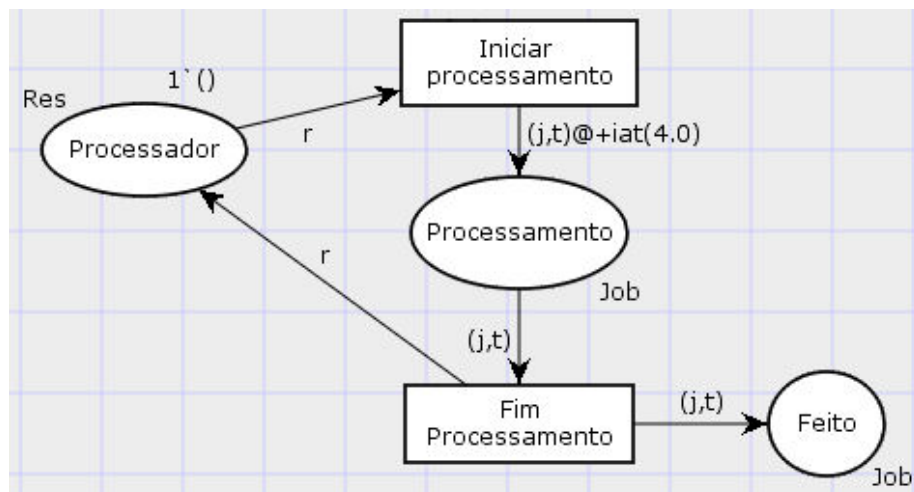 Iniciar
processamento
1`()
Res
r
(j,t)@+iat(4.0)
Processador
Processamento
r
Job
(j,t)
Fim
Processamento
(j,t)
Feito
Job